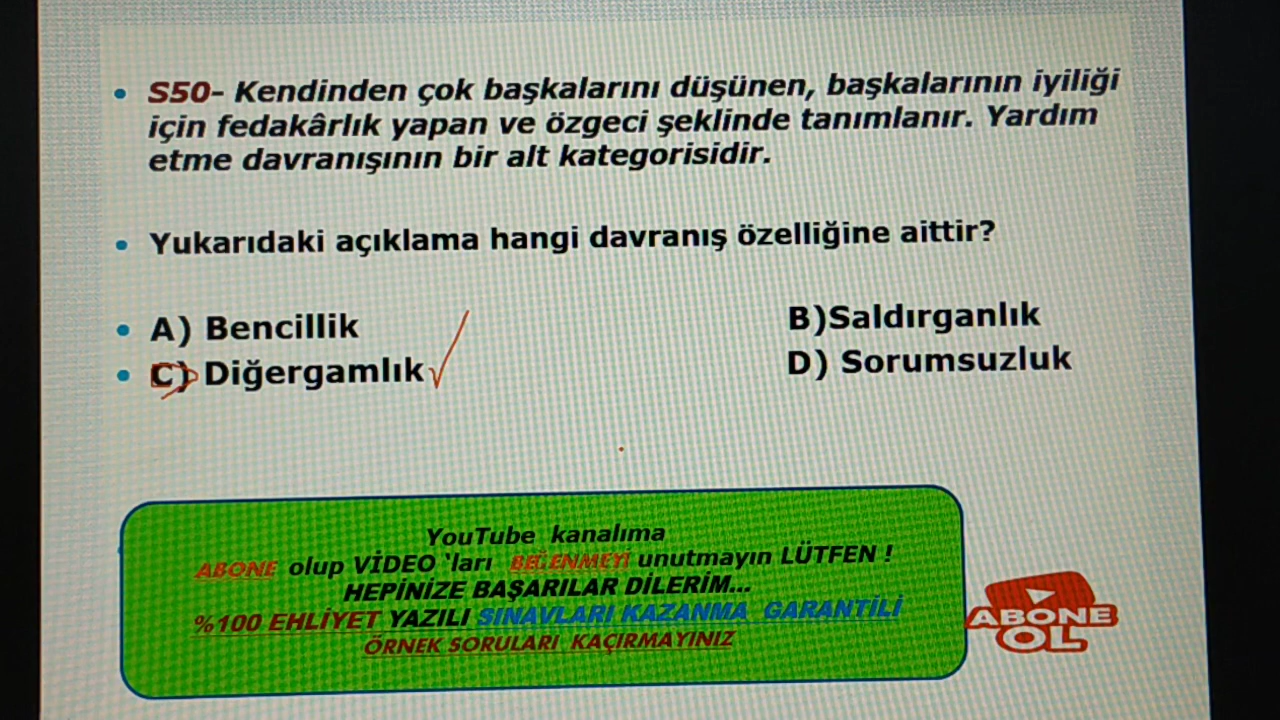 S50- Kendinden çok başkalarını düşünen, başkalarının iyiliği
için fedakârlık yapan ve özgeci şeklinde tanımlanır. Yardım
etme davranışının bir alt kategorisidir.
Yukarıdaki açıklama hangi davranış özelliğine aittir?
A) Bencillik
B)Saldırganlık
C) Diğergamlık
D) Sorumsuzluk
YouTube kanalıma
ABONE olup VİDEO 'ları BEĞENMEYİ unutmayın LÜTFEN !
HEPİNİZE BAŞARILAR DİLERİM...
%100 EHLİYET YAZILI SINAVLARI KAZANMA GARANTİLİ
ÖRNEK SORULARI KAÇIRMAYINIZ
ABONE
OL